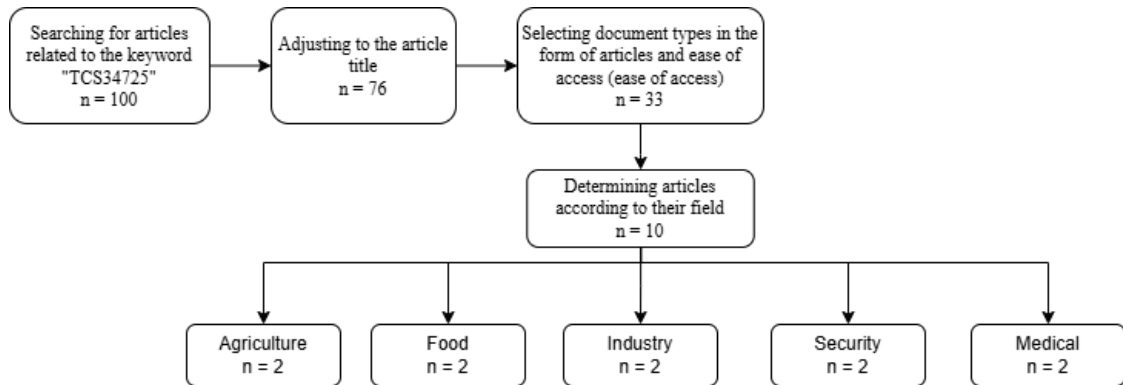 Searching for articles
related to the keyword
"TCS34725"
n = 100
Adjusting to the article
title
n = 76
Selecting document types in the
form of articles and ease of
access (ease of access)
n = 33
Determining articles
according to their field
n = 10
Agriculture
n = 2
Food
n = 2
Industry
n = 2
Security
n = 2
Medical
n = 2